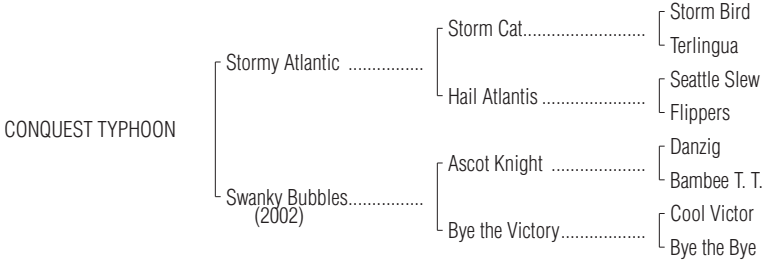 Storm Bird
Storm Cat..........................
Terlingua
Stormy Atlantic ................
Seattle Slew
Hail Atlantis ......................
Flippers
CONQUEST TYPHOON
Danzig
Ascot Knight ....................
Bambee T. T.
Swanky Bubbles................
(2002)
Cool Victor
Bye the Victory..................
Bye the Bye